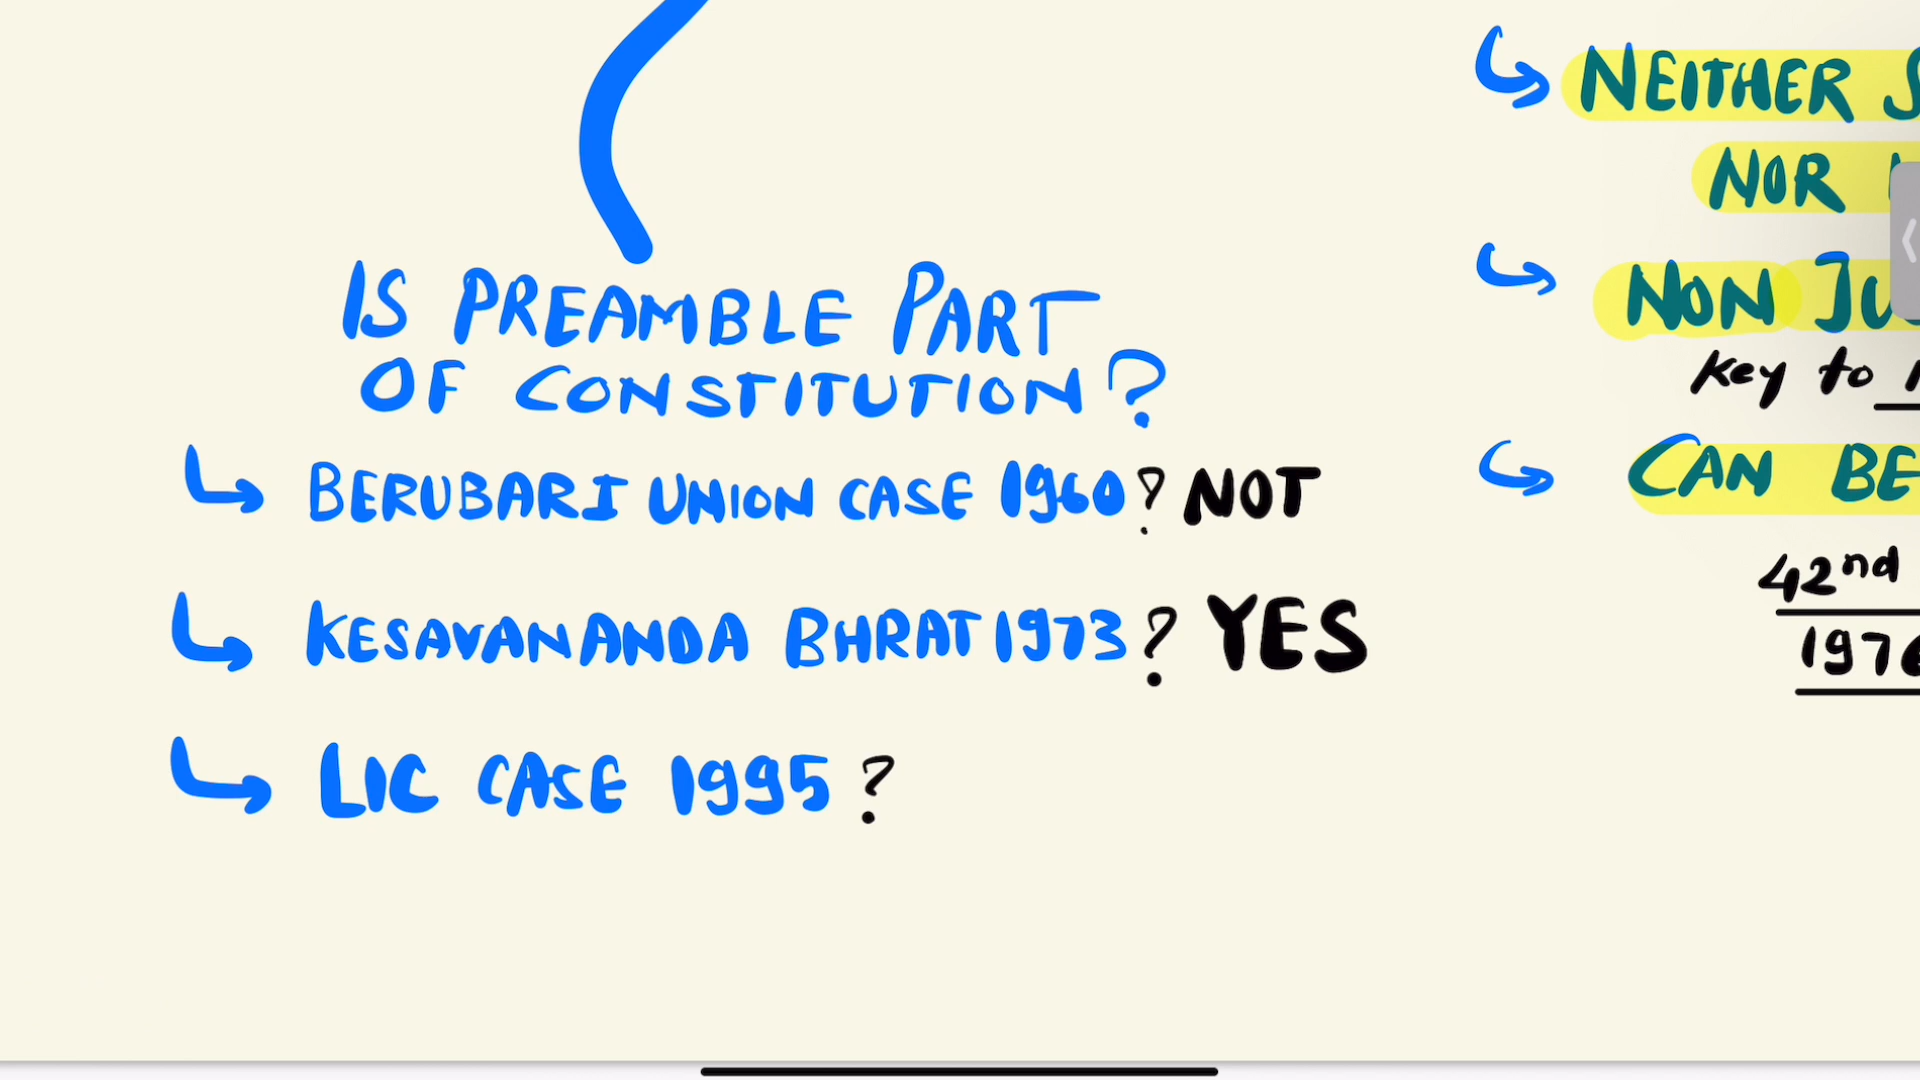 IS PREAMBLE PART
OF CONSTITUTION?
BERUBARI UNION CASE 1960? NOT
KESAVANANDA BHRAT 1973? YES
LIC CASE 1995?
NEITHER
NOR
NON
key to
CAN BE
42nd
1976